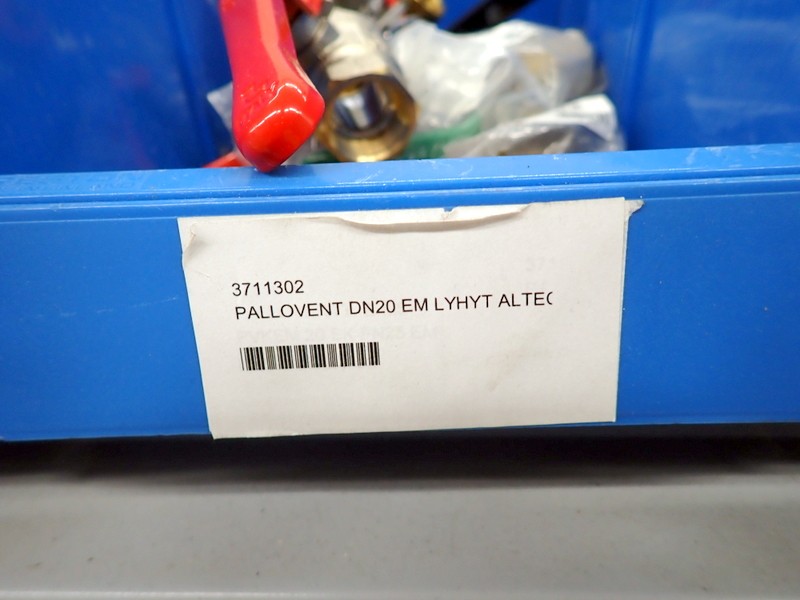 3711302
PALLOVENT DN20 EM LYHYT ALTEC